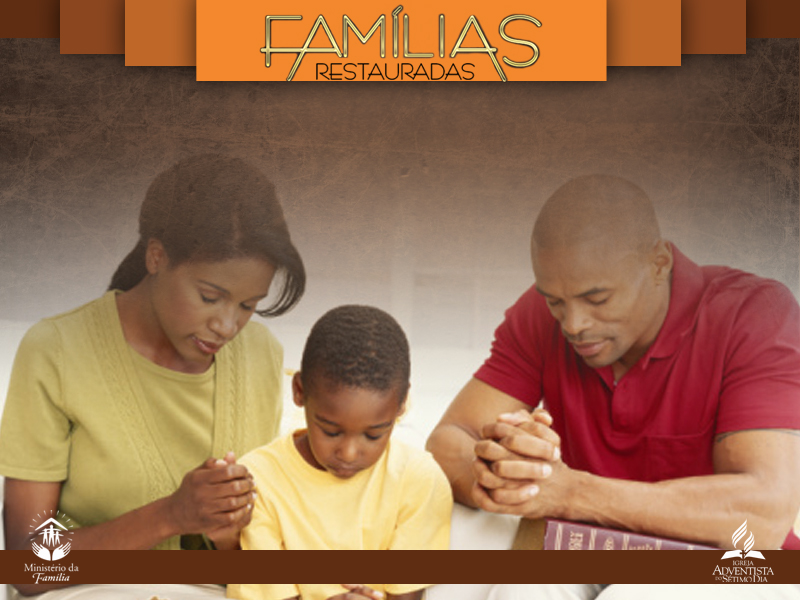 FAMÍLIAS
RESTAURADAS
Ministério da
Família
IGREJA
ADVENTISTA
DO SÉTIMO DIA